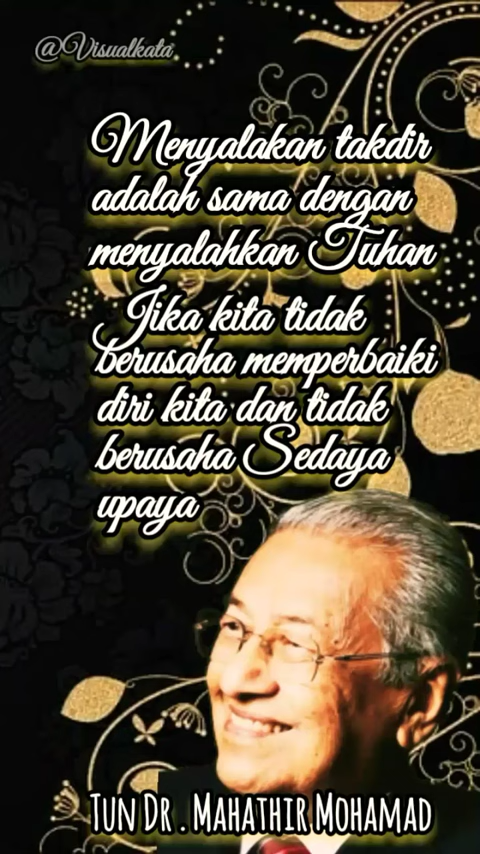 @Visualkata
Menyalakan takdir
adalah sama dengan
menyalahkan Tuhan
Jika kita tidak
berusaha memperbaiki
diri kita dan tidak
berusaha Sedaya
upaya
TUN DR . MAHATHIR MOHAMAD